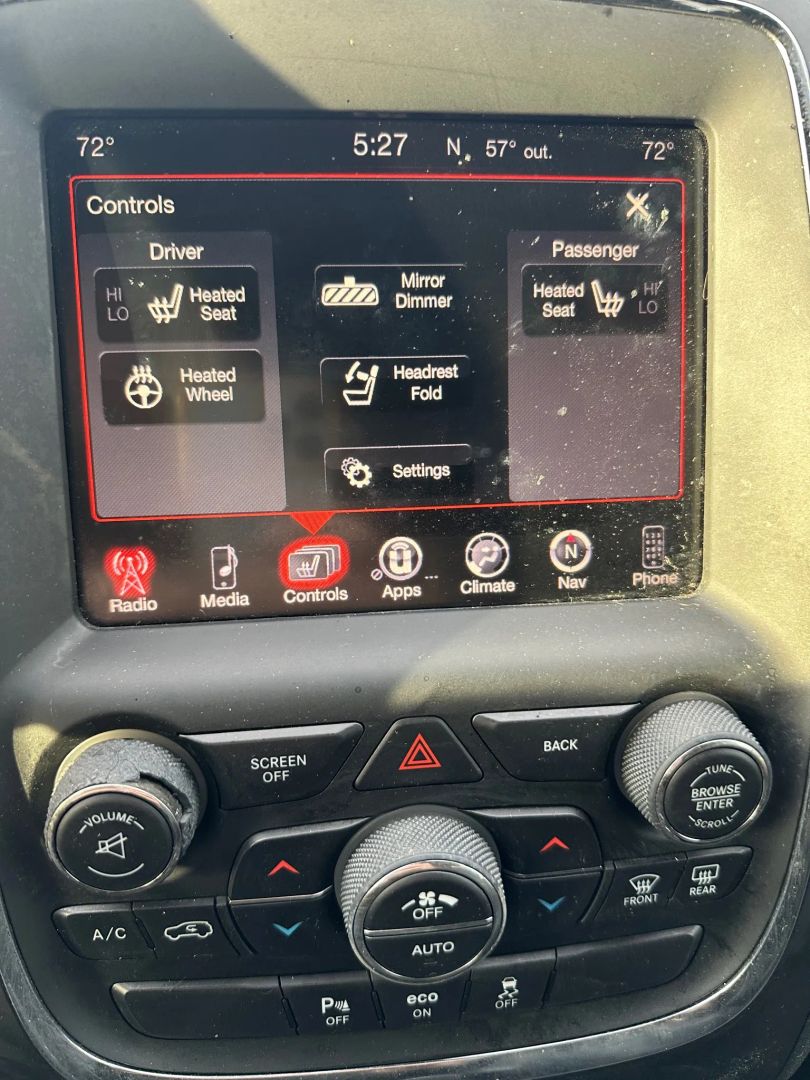 72° 5:27 N 57° out. 72°
Controls
Driver
Passenger
HI
LO
Heated
Seat
Mirror
Dimmer
Heated
Seat
HI
LO
Heated
Wheel
Headrest
Fold
Settings
Radio
Media
Controls
Apps
Climate
N
Nav
Phone
SCREEN
OFF
BACK
VOLUME
TUNE
BROWSE
ENTER
SCROLL
OFF
AUTO
A/C
FRONT
REAR
P
OFF
eco
ON
OFF